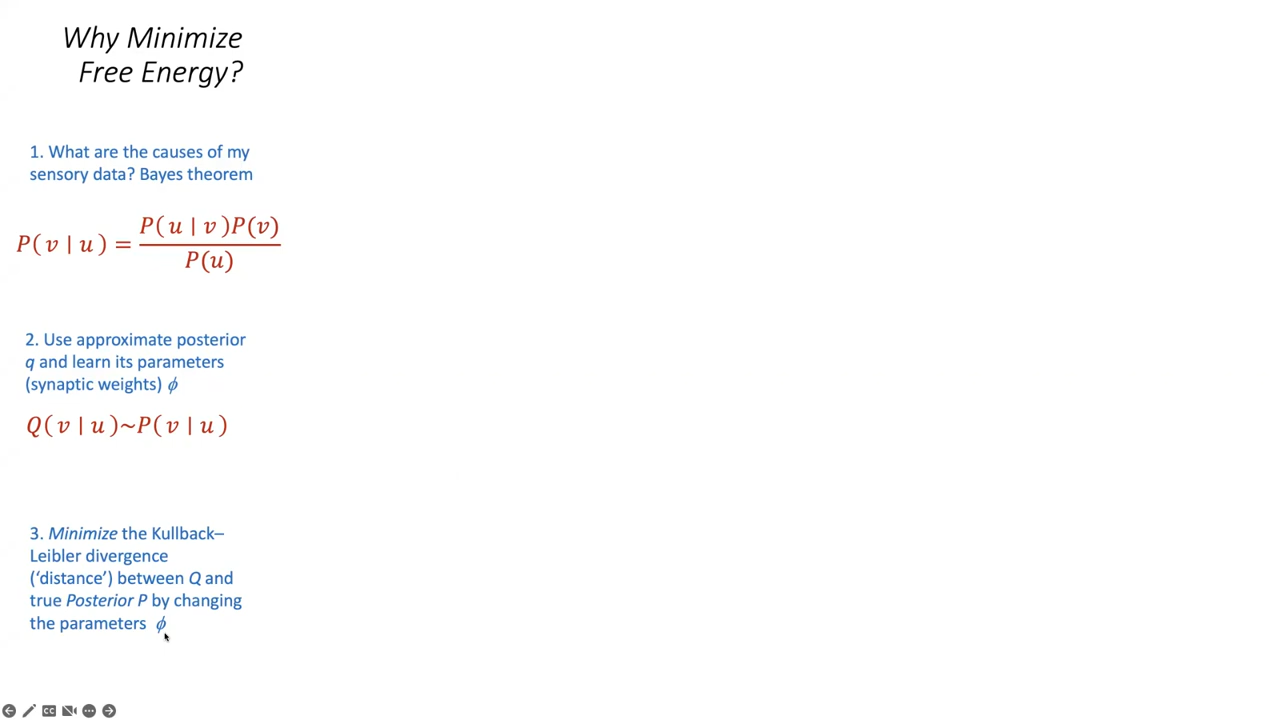 Why Minimize
Free Energy?
1. What are the causes of my
sensory data? Bayes theorem
P( v | u ) = P( u | v )P(v) / P(u)
2. Use approximate posterior
q and learn its parameters
(synaptic weights) ϕ
Q( v | u )~P( v | u )
3. Minimize the Kullback–
Leibler divergence
(‘distance’) between Q and
true Posterior P by changing
the parameters ϕ
CC